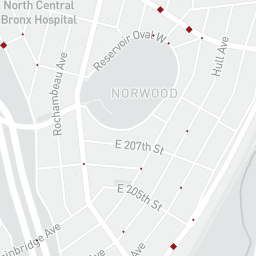 North Central
Bronx Hospital
Reservoir Oval W
Hull Ave
NORWOOD
Rochambeau Ave
E 207th St
E 205th St